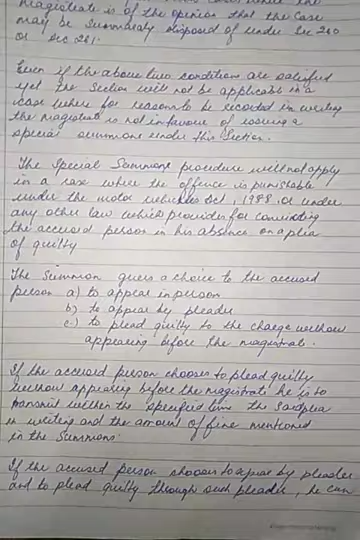 magistrate is of the opinion that the case
may be summarily disposed of under Sec 260
or Sec 261.
Even if the above two conditions are satisfied
yet the section will not be applicable in a
case where for reasons to be recorded in writing
the magistrate is not in favour of issuing a
special summons under this Section.
The Special Summons procedure will not apply
in a case where the offence is punishable
under the motor vehicles Act, 1988 or under
any other law which provides for convicting
the accused person in his absence on a plea
of guilty
The Summon gives a choice to the accused
person a) to appear in person
b) to appear by pleader
c) to plead guilty to the charge without
appearing before the magistrate.
If the accused person chooses to plead guilty
without appearing before the magistrate he is to
transmit within the specified time the said plea
in writing and the amount of fine mentioned
in the Summons.
If the accused person chooses to appear by pleader
and to plead guilty through such pleader, he can